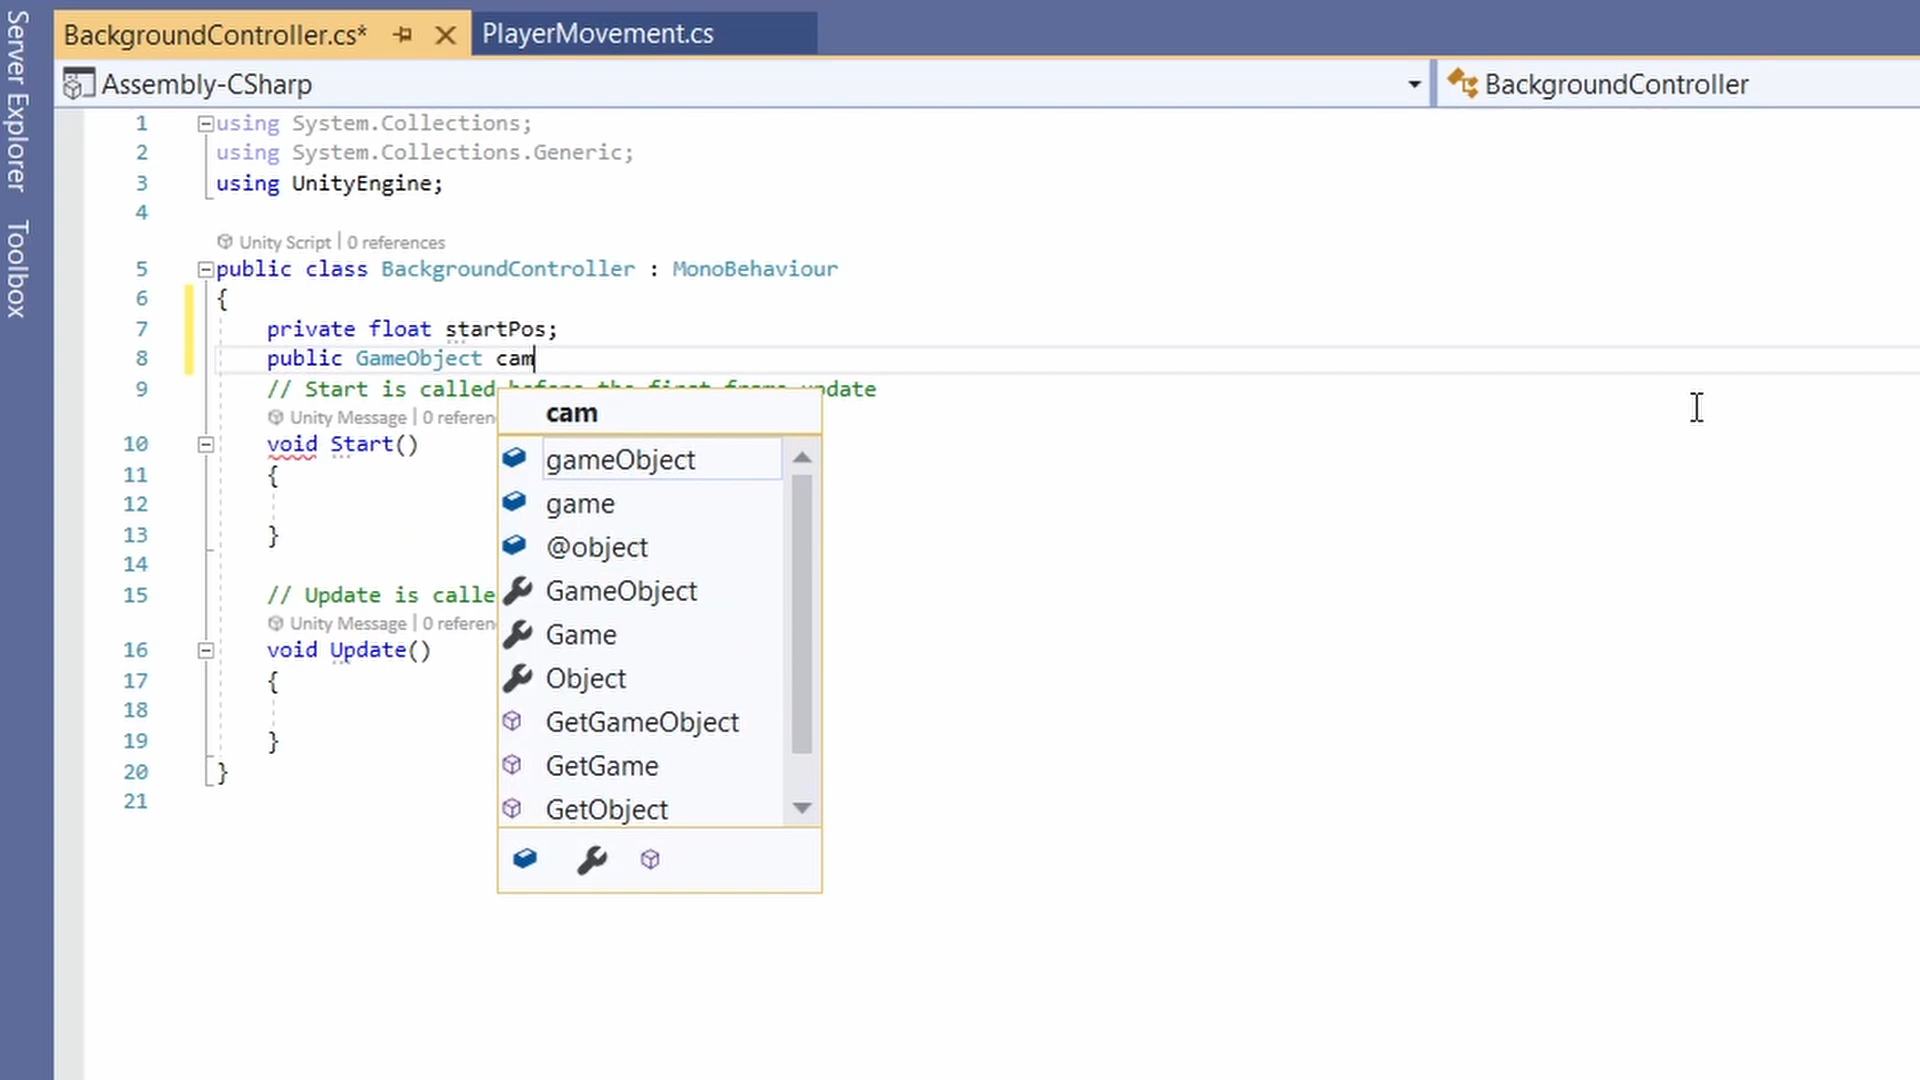 Server Explorer
Toolbox
BackgroundController.cs*
PlayerMovement.cs
Assembly-CSharp
BackgroundController
1 using System.Collections;
2 using System.Collections.Generic;
3 using UnityEngine;
4
Unity Script | 0 references
5 public class BackgroundController : MonoBehaviour
6 {
7 private float startPos;
8 public GameObject cam
9 // Start is called before the first frame update
Unity Message | 0 referen
10 void Start()
11 {
12
13 }
14
15 // Update is calle
Unity Message | 0 referen
16 void Update()
17 {
18
19 }
20 }
21
cam
gameObject
game
@object
GameObject
Game
Object
GetGameObject
GetGame
GetObject